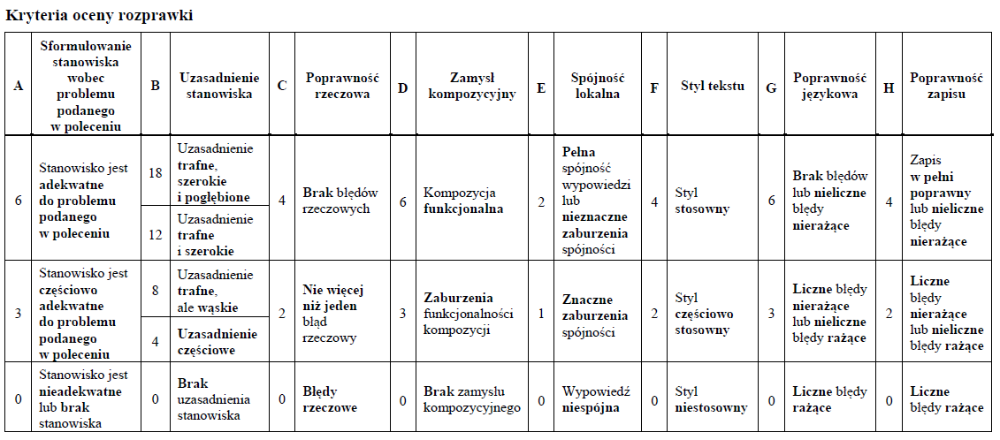 Kryteria oceny rozprawki
A
Sformułowanie
stanowiska
wobec
problemu
podanego
w poleceniu
B
Uzasadnienie
stanowiska
C
Poprawność
rzeczowa
D
Zamysł
kompozycyjny
E
Spójność
lokalna
F
Styl tekstu
G
Poprawność
językowa
H
Poprawność
zapisu
6
Stanowisko jest
adekwatne
do problemu
podanego
w poleceniu
18
Uzasadnienie
trafne,
szerokie
i pogłębione
12
Uzasadnienie
trafne
i szerokie
4
Brak błędów
rzeczowych
6
Kompozycja
funkcjonalna
2
Pełna
spójność
wypowiedzi
lub
nieznaczne
zaburzenia
spójności
4
Styl
stosowny
6
Brak błędów
lub nieliczne
błędy
nierażące
4
Zapis
w pełni
poprawny
lub nieliczne
błędy
nierażące
3
Stanowisko jest
częściowo
adekwatne
do problemu
podanego
w poleceniu
8
Uzasadnienie
trafne,
ale wąskie
4
Uzasadnienie
częściowe
2
Nie więcej
niż jeden
błąd
rzeczowy
3
Zaburzenia
funkcjonalności
kompozycji
1
Znaczne
zaburzenia
spójności
2
Styl
częściowo
stosowny
3
Liczne błędy
nierażące
lub nieliczne
błędy rażące
2
Liczne
błędy
nierażące
lub nieliczne
błędy rażące
0
Stanowisko jest
nieadekwatne
lub brak
stanowiska
0
Brak
uzasadnienia
stanowiska
0
Błędy
rzeczowe
0
Brak zamysłu
kompozycyjnego
0
Wypowiedź
niespójna
0
Styl
niestosowny
0
Liczne błędy
rażące
0
Liczne
błędy rażące